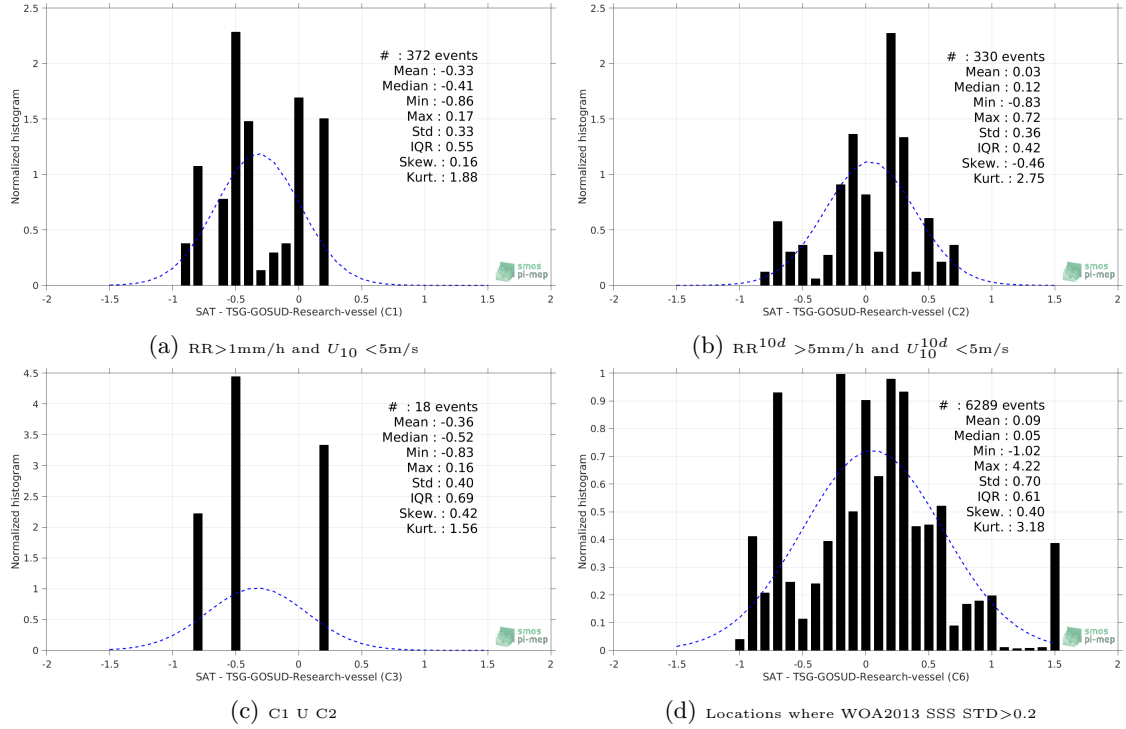 2.5
2
1.5
1
0.5
0
-2
-1.5
-1
-0.5
0
0.5
1
1.5
2
Normalized histogram
SAT - TSG-GOSUD-Research-vessel (C1)
# : 372 events
Mean : -0.33
Median : -0.41
Min : -0.86
Max : 0.17
Std : 0.33
IQR : 0.55
Skew. : 0.16
Kurt. : 1.88
smos
pi-mep
(a) RR>1mm/h and U10 <5m/s
2.5
2
1.5
1
0.5
0
-2
-1.5
-1
-0.5
0
0.5
1
1.5
2
Normalized histogram
SAT - TSG-GOSUD-Research-vessel (C2)
# : 330 events
Mean : 0.03
Median : 0.12
Min : -0.83
Max : 0.72
Std : 0.36
IQR : 0.42
Skew. : -0.46
Kurt. : 2.75
smos
pi-mep
(b) RR^10d >5mm/h and U10^10d <5m/s
4.5
4
3.5
3
2.5
2
1.5
1
0.5
0
-2
-1.5
-1
-0.5
0
0.5
1
1.5
2
Normalized histogram
SAT - TSG-GOSUD-Research-vessel (C3)
# : 18 events
Mean : -0.36
Median : -0.52
Min : -0.83
Max : 0.16
Std : 0.40
IQR : 0.69
Skew. : 0.42
Kurt. : 1.56
smos
pi-mep
(c) C1 U C2
1
0.9
0.8
0.7
0.6
0.5
0.4
0.3
0.2
0.1
0
-2
-1.5
-1
-0.5
0
0.5
1
1.5
2
Normalized histogram
SAT - TSG-GOSUD-Research-vessel (C6)
# : 6289 events
Mean : 0.09
Median : 0.05
Min : -1.02
Max : 4.22
Std : 0.70
IQR : 0.61
Skew. : 0.40
Kurt. : 3.18
smos
pi-mep
(d) Locations where WOA2013 SSS STD>0.2